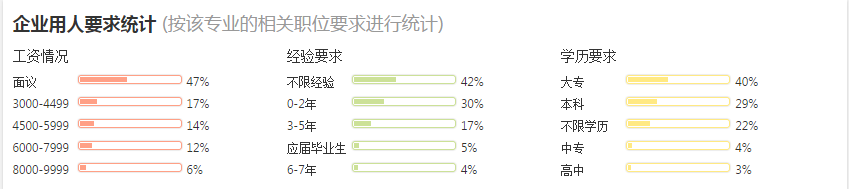 企业用人要求统计 (按该专业的相关职位要求进行统计)
工资情况 经验要求 学历要求
面议 47% 不限经验 42% 大专 40%
3000-4499 17% 0-2年 30% 本科 29%
4500-5999 14% 3-5年 17% 不限学历 22%
6000-7999 12% 应届毕业生 5% 中专 4%
8000-9999 6% 6-7年 4% 高中 3%